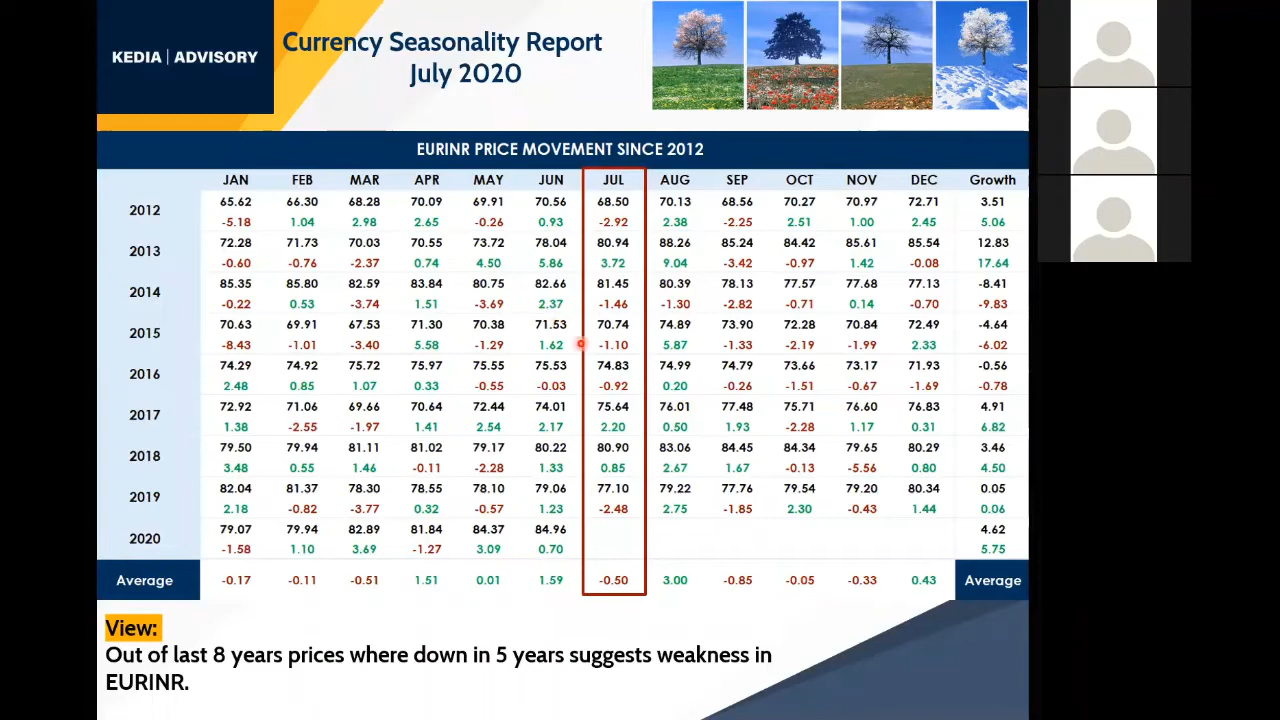 KEDIA | ADVISORY
Currency Seasonality Report
July 2020
EURINR PRICE MOVEMENT SINCE 2012
JAN FEB MAR APR MAY JUN JUL AUG SEP OCT NOV DEC Growth
2012
65.62 66.30 68.28 70.09 69.91 70.56 68.50 70.13 68.56 70.27 70.97 72.71 3.51
-5.18 1.04 2.98 2.65 -0.26 0.93 -2.92 2.38 -2.25 2.51 1.00 2.45 5.06
2013
72.28 71.73 70.03 70.55 73.72 78.04 80.94 88.26 85.24 84.42 85.61 85.54 12.83
-0.60 -0.76 -2.37 0.74 4.50 5.86 3.72 9.04 -3.42 -0.97 1.42 -0.08 17.64
2014
85.35 85.80 82.59 83.84 80.75 82.66 81.45 80.39 78.13 77.57 77.68 77.13 -8.41
-0.22 0.53 -3.74 1.51 -3.69 2.37 -1.46 -1.30 -2.82 -0.71 0.14 -0.70 -9.83
2015
70.63 69.91 67.53 71.30 70.38 71.53 70.74 74.89 73.90 72.28 70.84 72.49 -4.64
-8.43 -1.01 -3.40 5.58 -1.29 1.62 -1.10 5.87 -1.33 -2.19 -1.99 2.33 -6.02
2016
74.29 74.92 75.72 75.97 75.55 75.53 74.83 74.99 74.79 73.66 73.17 71.93 -0.56
2.48 0.85 1.07 0.33 -0.55 -0.03 -0.92 0.20 -0.26 -1.51 -0.67 -1.69 -0.78
2017
72.92 71.06 69.66 70.64 72.44 74.01 75.64 76.01 77.48 75.71 76.60 76.83 4.91
1.38 -2.55 -1.97 1.41 2.54 2.17 2.20 0.50 1.93 -2.28 1.17 0.31 6.82
2018
79.50 79.94 81.11 81.02 79.17 80.22 80.90 83.06 84.45 84.34 79.65 80.29 3.46
3.48 0.55 1.46 -0.11 -2.28 1.33 0.85 2.67 1.67 -0.13 -5.56 0.80 4.50
2019
82.04 81.37 78.30 78.55 78.10 79.06 77.10 79.22 77.76 79.54 79.20 80.34 0.05
2.18 -0.82 -3.77 0.32 -0.57 1.23 -2.48 2.75 -1.85 2.30 -0.43 1.44 0.06
2020
79.07 79.94 82.89 81.84 84.37 84.96 4.62
-1.58 1.10 3.69 -1.27 3.09 0.70 5.75
Average -0.17 -0.11 -0.51 1.51 0.01 1.59 -0.50 3.00 -0.85 -0.05 -0.33 0.43 Average
View:
Out of last 8 years prices where down in 5 years suggests weakness in
EURINR.